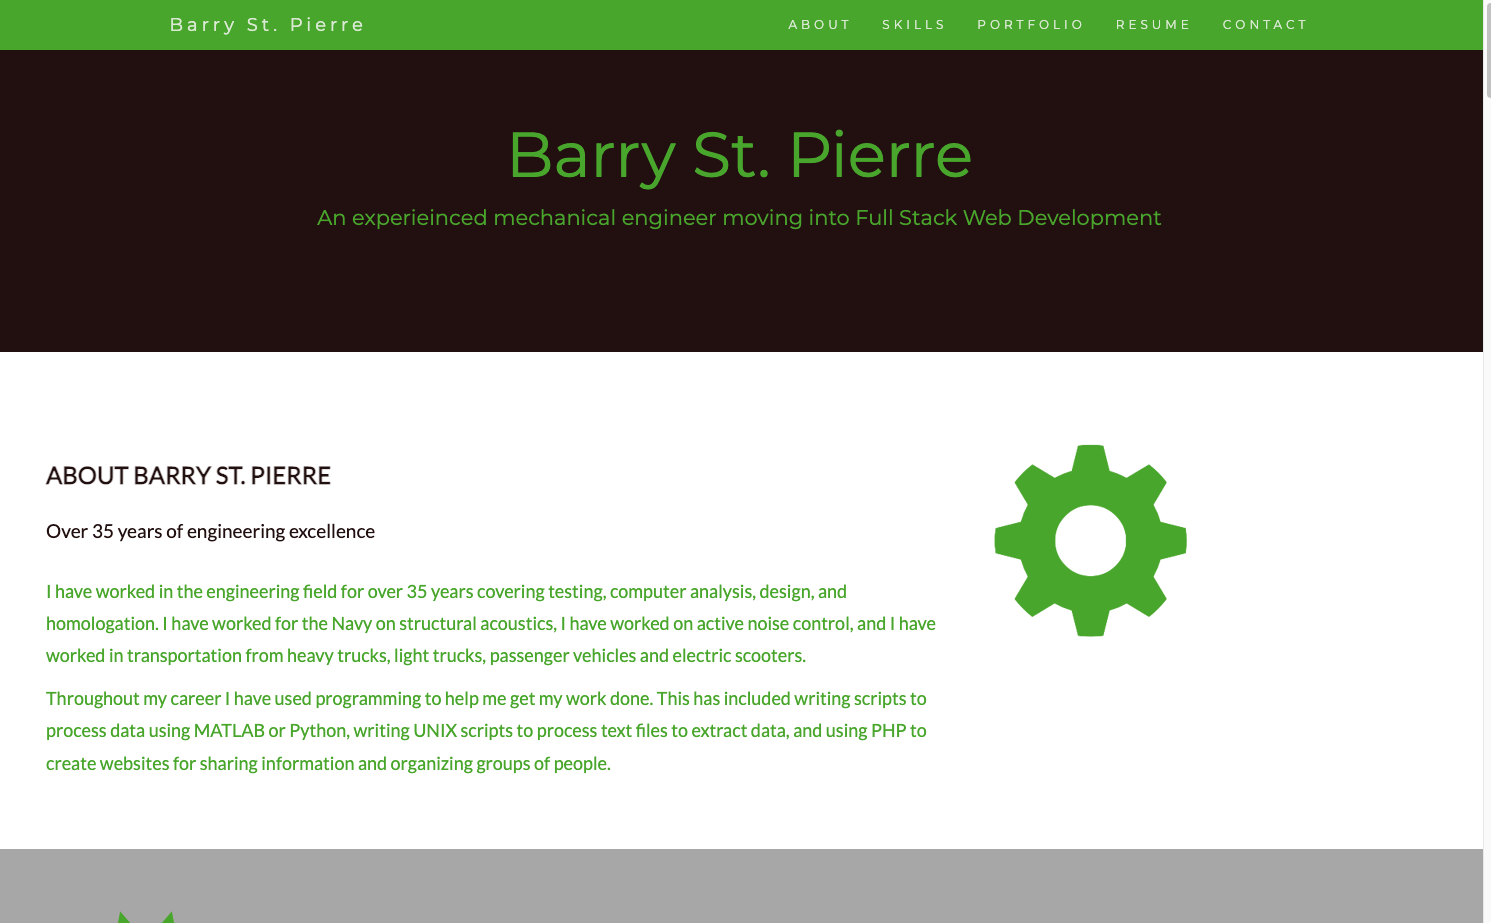 Barry St. Pierre
ABOUT SKILLS PORTFOLIO RESUME CONTACT
Barry St. Pierre
An experieinced mechanical engineer moving into Full Stack Web Development
ABOUT BARRY ST. PIERRE
Over 35 years of engineering excellence
I have worked in the engineering field for over 35 years covering testing, computer analysis, design, and
homologation. I have worked for the Navy on structural acoustics, I have worked on active noise control, and I have
worked in transportation from heavy trucks, light trucks, passenger vehicles and electric scooters.
Throughout my career I have used programming to help me get my work done. This has included writing scripts to
process data using MATLAB or Python, writing UNIX scripts to process text files to extract data, and using PHP to
create websites for sharing information and organizing groups of people.